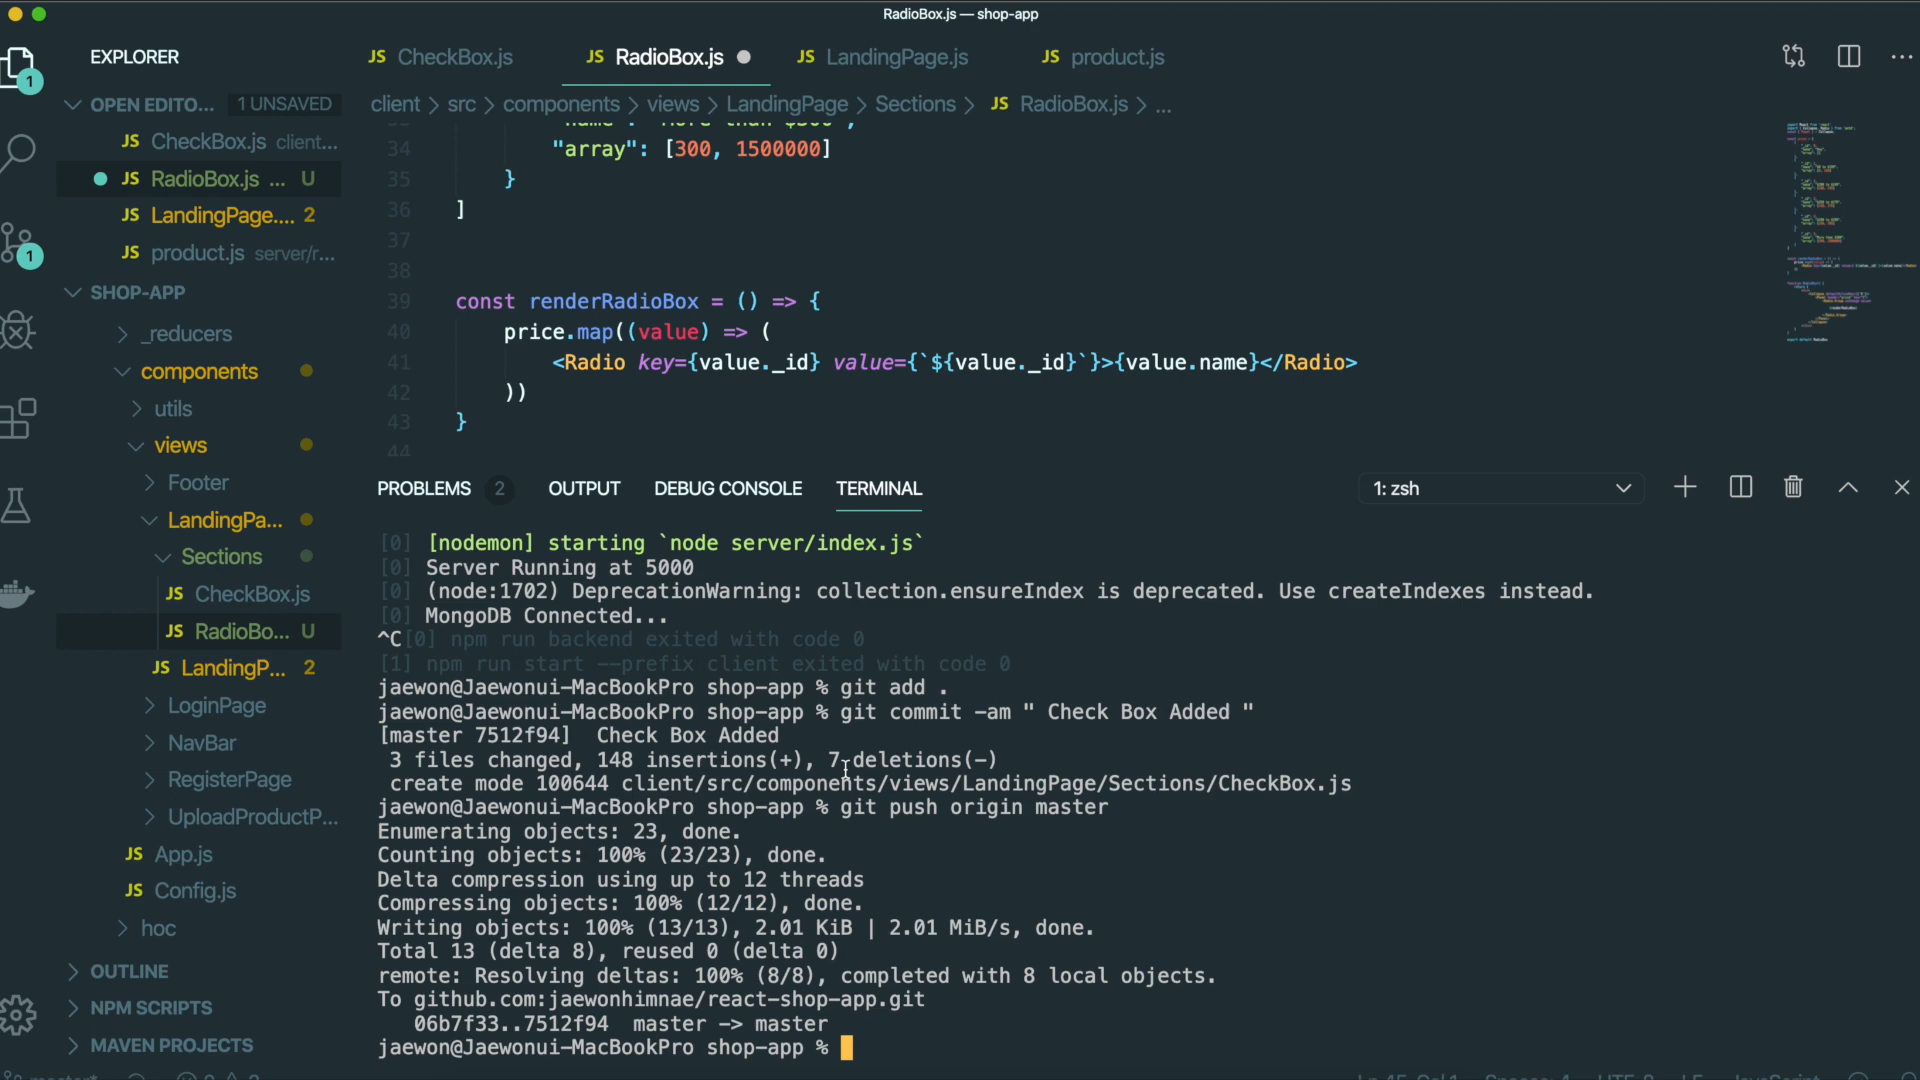 RadioBox.js — shop-app
EXPLORER
JS CheckBox.js
JS RadioBox.js
JS LandingPage.js
JS product.js
1
OPEN EDITO... 1 UNSAVED
client > src > components > views > LandingPage > Sections > JS RadioBox.js > ...
JS CheckBox.js client...
JS RadioBox.js ... U
JS LandingPage.... 2
JS product.js server/r...
1
SHOP-APP
_reducers
components
utils
views
Footer
LandingPa...
Sections
JS CheckBox.js
JS RadioBo... U
JS LandingP... 2
LoginPage
NavBar
RegisterPage
UploadProductP...
JS App.js
JS Config.js
hoc
OUTLINE
NPM SCRIPTS
MAVEN PROJECTS
34 "array": [300, 1500000]
35 }
36 ]
37
38
39 const renderRadioBox = () => {
40 price.map((value) => (
41 <Radio key={value._id} value={`${value._id}`}>{value.name}</Radio>
42 ))
43 }
44
PROBLEMS 2 OUTPUT DEBUG CONSOLE TERMINAL 1: zsh
[0] [nodemon] starting `node server/index.js`
[0] Server Running at 5000
[0] (node:1702) DeprecationWarning: collection.ensureIndex is deprecated. Use createIndexes instead.
[0] MongoDB Connected...
^C[0] npm run backend exited with code 0
[1] npm run start --prefix client exited with code 0
jaewon@Jaewonui-MacBookPro shop-app % git add .
jaewon@Jaewonui-MacBookPro shop-app % git commit -am " Check Box Added "
[master 7512f94]  Check Box Added
3 files changed, 148 insertions(+), 7 deletions(-)
create mode 100644 client/src/components/views/LandingPage/Sections/CheckBox.js
jaewon@Jaewonui-MacBookPro shop-app % git push origin master
Enumerating objects: 23, done.
Counting objects: 100% (23/23), done.
Delta compression using up to 12 threads
Compressing objects: 100% (12/12), done.
Writing objects: 100% (13/13), 2.01 KiB | 2.01 MiB/s, done.
Total 13 (delta 8), reused 0 (delta 0)
remote: Resolving deltas: 100% (8/8), completed with 8 local objects.
To github.com:jaewonhimnae/react-shop-app.git
06b7f33..7512f94  master -> master
jaewon@Jaewonui-MacBookPro shop-app %